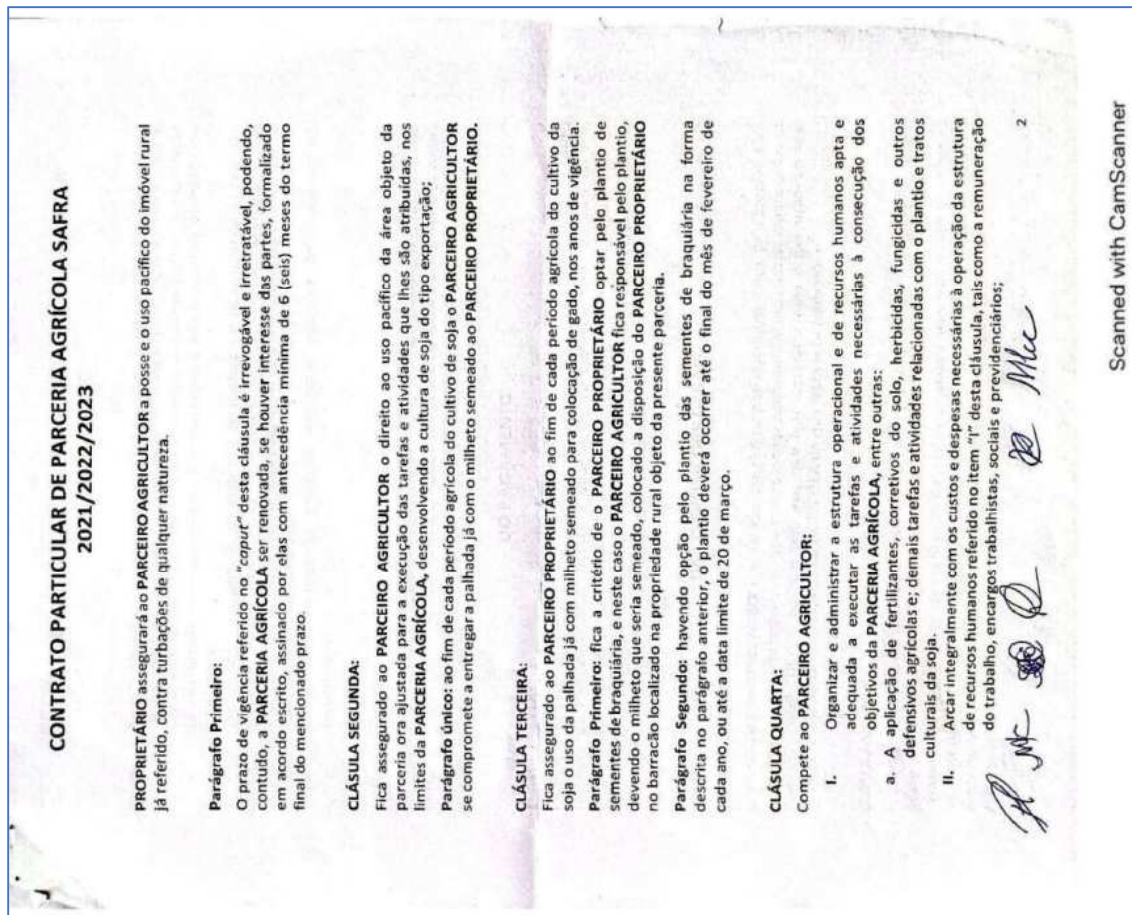 CONTRATO PARTICULAR DE PARCERIA AGRÍCOLA SAFRA
2021/2022/2023
PROPRIETÁRIO assegurará ao PARCEIRO AGRICULTOR a posse e o uso pacífico do imóvel rural
já referido, contra turbações de qualquer natureza.
Parágrafo Primeiro:
O prazo de vigência referido no "caput" desta cláusula é irrevogável e irretratável, podendo,
contudo, a PARCERIA AGRÍCOLA ser renovada, se houver interesse das partes, formalizado
em acordo escrito, assinado por elas com antecedência mínima de 6 (seis) meses do termo
final do mencionado prazo.
CLÁSULA SEGUNDA:
Fica assegurado ao PARCEIRO AGRICULTOR o direito ao uso pacífico da área objeto da
parceria ora ajustada para a execução das tarefas e atividades que lhes são atribuídas, nos
limites da PARCERIA AGRÍCOLA, desenvolvendo a cultura de soja do tipo exportação;
Parágrafo único: ao fim de cada período agrícola do cultivo de soja o PARCEIRO AGRICULTOR
se compromete a entregar a palhada já com o milheto semeado ao PARCEIRO PROPRIETÁRIO.
CLÁSULA TERCEIRA:
Fica assegurado ao PARCEIRO PROPRIETÁRIO ao fim de cada período agrícola do cultivo da
soja o uso da palhada já com milheto semeado para colocação de gado, nos anos de vigência.
Parágrafo Primeiro: fica a critério de o PARCEIRO PROPRIETÁRIO optar pelo plantio de
sementes de braquiária, e neste caso o PARCEIRO AGRICULTOR fica responsável pelo plantio,
devendo o milheto que seria semeado, colocado a disposição do PARCEIRO PROPRIETÁRIO
no barracão localizado na propriedade rural objeto da presente parceria.
Parágrafo Segundo: havendo opção pelo plantio das sementes de braquiária na forma
descrita no parágrafo anterior, o plantio deverá ocorrer até o final do mês de fevereiro de
cada ano, ou até a data limite de 20 de março.
CLÁSULA QUARTA:
Compete ao PARCEIRO AGRICULTOR:
I. Organizar e administrar a estrutura operacional e de recursos humanos apta e
adequada a executar as tarefas e atividades necessárias à consecução dos
objetivos da PARCERIA AGRÍCOLA, entre outras:
a. A aplicação de fertilizantes, corretivos do solo, herbicidas, fungicidas e outros
defensivos agrícolas e; demais tarefas e atividades relacionadas com o plantio e tratos
culturais da soja.
II. Arcar integralmente com os custos e despesas necessárias à operação da estrutura
de recursos humanos referido no item "I" desta cláusula, tais como a remuneração
do trabalho, encargos trabalhistas, sociais e previdenciários;
2
Scanned with CamScanner